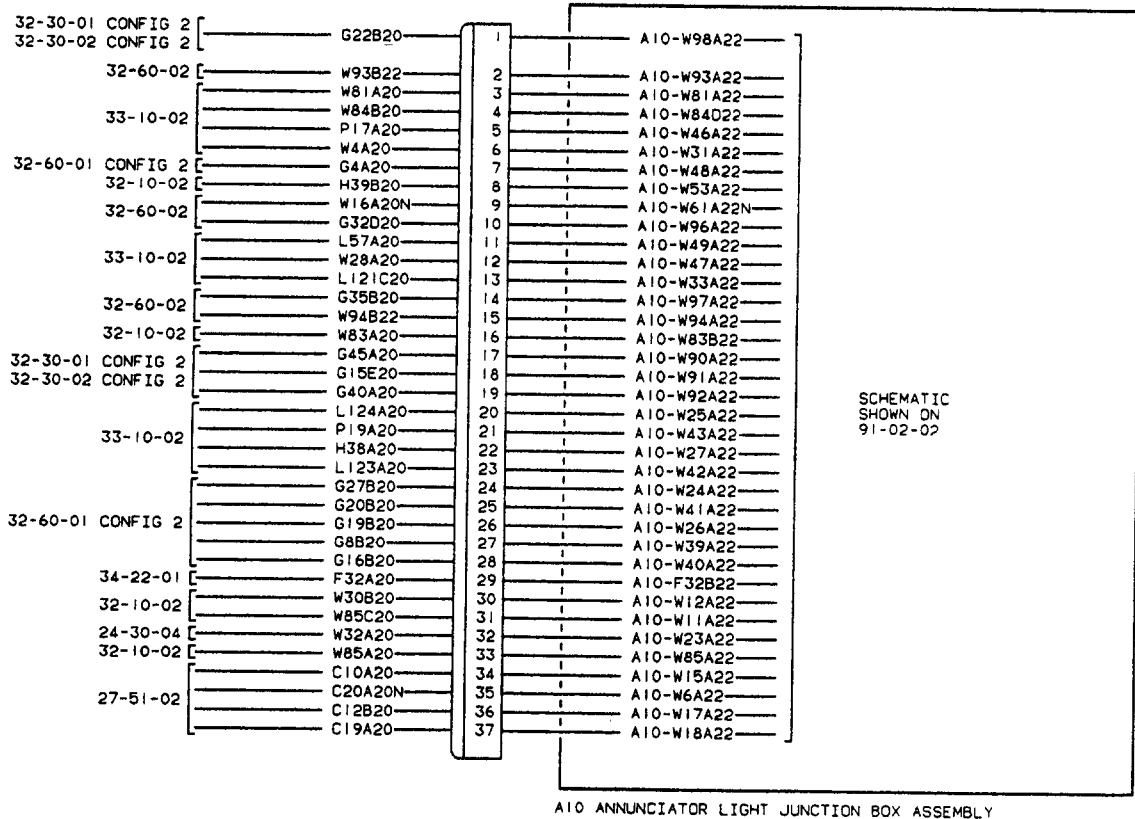 32-30-01 CONFIG 2
32-30-02 CONFIG 2
G22B20 1 A10-W98A22
32-60-02 W93B22 2 A10-W93A22
33-10-02
W81A20 3 A10-W81A22
W84B20 4 A10-W84D22
P17A20 5 A10-W46A22
W4A20 6 A10-W31A22
32-60-01 CONFIG 2 G4A20 7 A10-W48A22
32-10-02 H39B20 8 A10-W53A22
32-60-02
W16A20N 9 A10-W61A22N
G32D20 10 A10-W96A22
33-10-02
L57A20 11 A10-W49A22
W28A20 12 A10-W47A22
L121C20 13 A10-W33A22
32-60-02
G35B20 14 A10-W97A22
W94B22 15 A10-W94A22
32-10-02 W83A20 16 A10-W83B22
32-30-01 CONFIG 2
32-30-02 CONFIG 2
G45A20 17 A10-W90A22
G15E20 18 A10-W91A22
G40A20 19 A10-W92A22
33-10-02
L124A20 20 A10-W25A22
P19A20 21 A10-W43A22
H38A20 22 A10-W27A22
L123A20 23 A10-W42A22
32-60-01 CONFIG 2
G27B20 24 A10-W24A22
G20B20 25 A10-W41A22
G19B20 26 A10-W26A22
G8B20 27 A10-W39A22
G16B20 28 A10-W40A22
34-22-01 F32A20 29 A10-F32B22
32-10-02
W30B20 30 A10-W12A22
W85C20 31 A10-W11A22
24-30-04 W32A20 32 A10-W23A22
32-10-02 W85A20 33 A10-W85A22
27-51-02
C10A20 34 A10-W15A22
C20A20N 35 A10-W6A22
C12B20 36 A10-W17A22
C19A20 37 A10-W18A22
SCHEMATIC
SHOWN ON
91-02-02
A10 ANNUNCIATOR LIGHT JUNCTION BOX ASSEMBLY